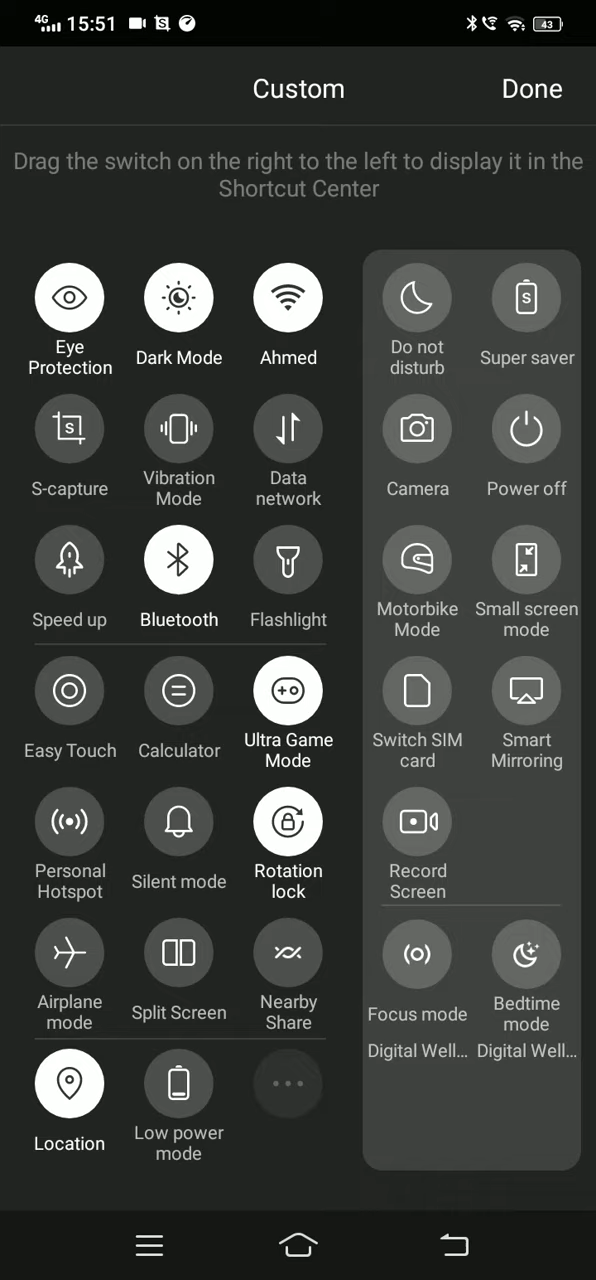 4G 15:51 43
Custom Done
Drag the switch on the right to the left to display it in the
Shortcut Center
Eye
Protection
Dark Mode
Ahmed
Do not
disturb
Super saver
S-capture
Vibration
Mode
Data
network
Camera
Power off
Speed up
Bluetooth
Flashlight
Motorbike
Mode
Small screen
mode
Easy Touch
Calculator
Ultra Game
Mode
Switch SIM
card
Smart
Mirroring
Personal
Hotspot
Silent mode
Rotation
lock
Record
Screen
Airplane
mode
Split Screen
Nearby
Share
Focus mode
Digital Well...
Bedtime
mode
Digital Well...
Location
Low power
mode